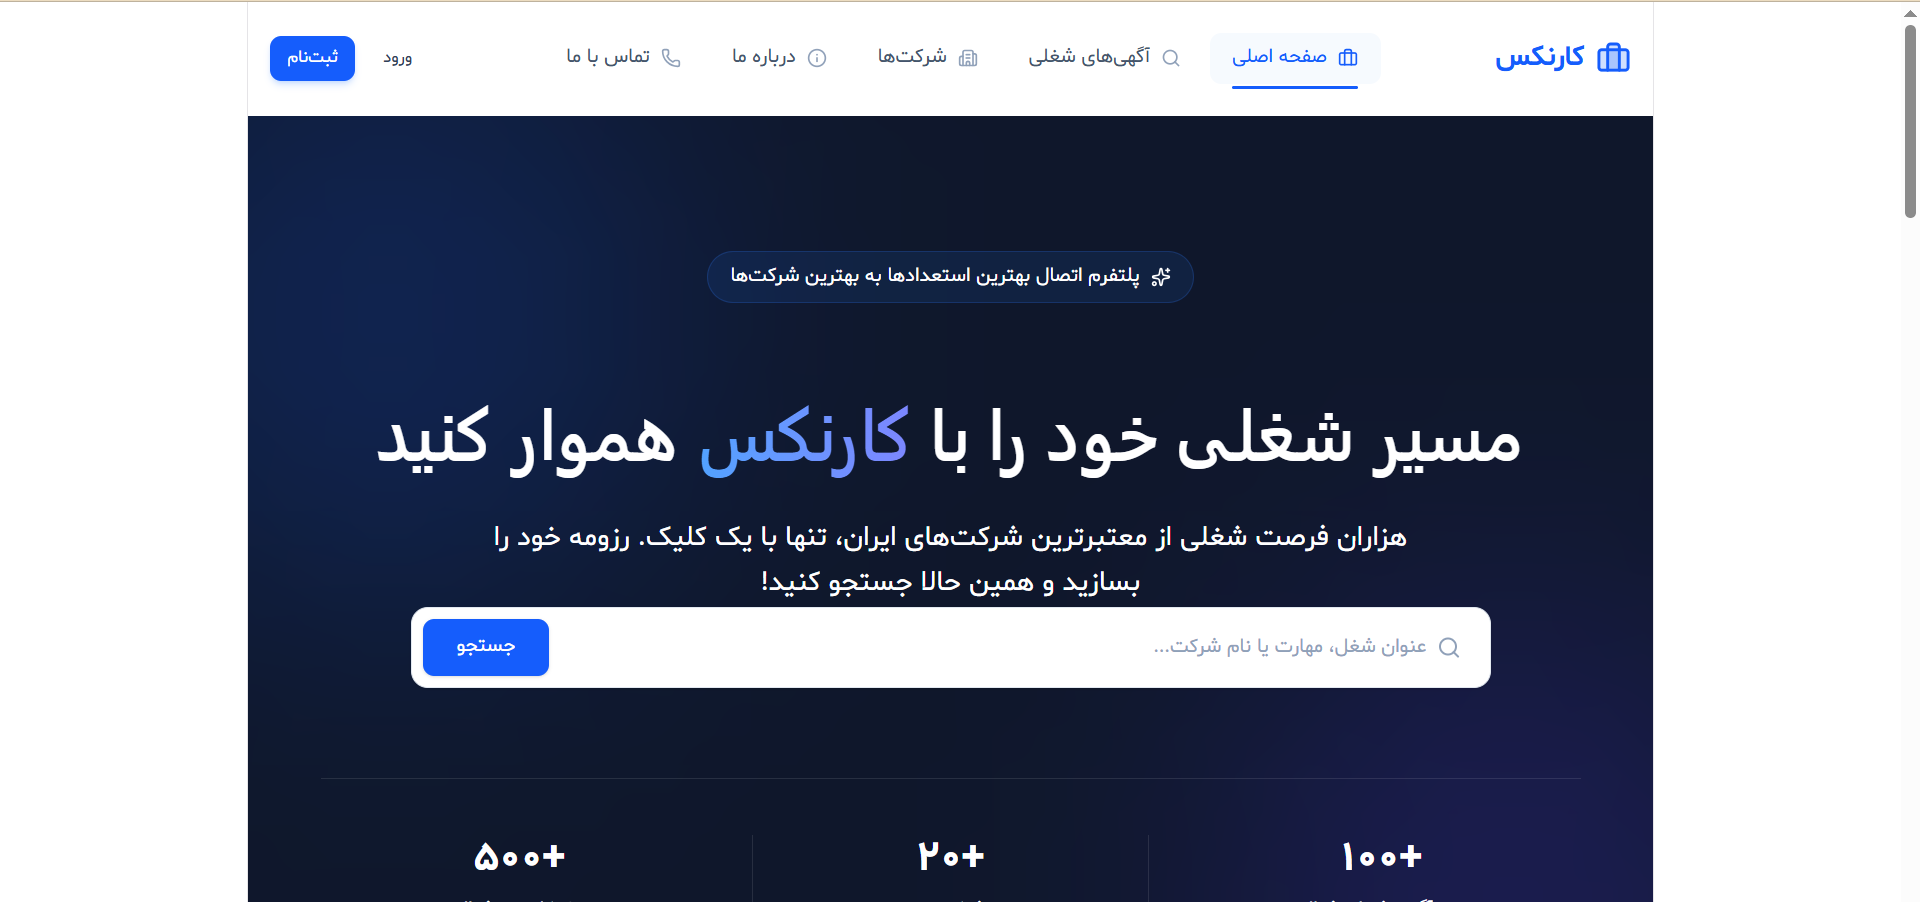 کارنکس
صفحه اصلی
آگهی‌های شغلی
شرکت‌ها
درباره ما
تماس با ما
ورود
ثبت‌نام
پلتفرم اتصال بهترین استعدادها به بهترین شرکت‌ها
مسیر شغلی خود را با کارنکس هموار کنید
هزاران فرصت شغلی از معتبرترین شرکت‌های ایران، تنها با یک کلیک. رزومه خود را
بسازید و همین حالا جستجو کنید!
عنوان شغل، مهارت یا نام شرکت...
جستجو
+۱۰۰
+۲۰
+۵۰۰